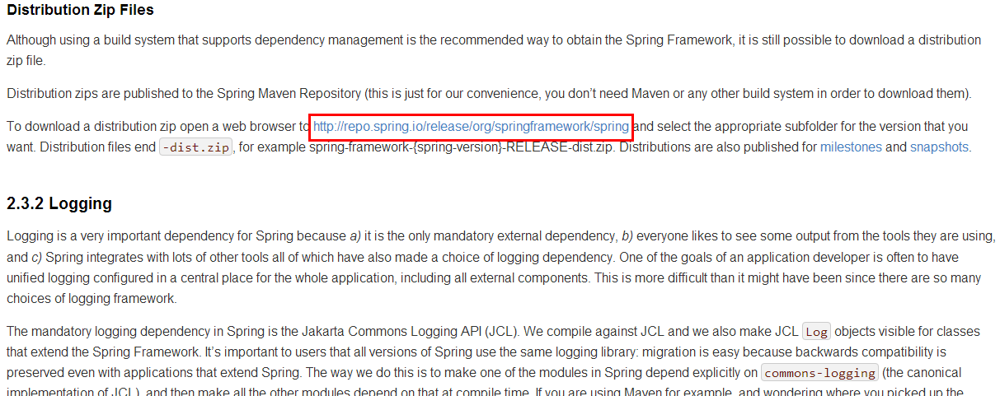 Distribution Zip Files
Although using a build system that supports dependency management is the recommended way to obtain the Spring Framework, it is still possible to download a distribution
zip file.
Distribution zips are published to the Spring Maven Repository (this is just for our convenience, you don’t need Maven or any other build system in order to download them).
To download a distribution zip open a web browser to http://repo.spring.io/release/org/springframework/spring and select the appropriate subfolder for the version that you
want. Distribution files end -dist.zip, for example spring-framework-{spring-version}-RELEASE-dist.zip. Distributions are also published for milestones and snapshots.
2.3.2 Logging
Logging is a very important dependency for Spring because a) it is the only mandatory external dependency, b) everyone likes to see some output from the tools they are using,
and c) Spring integrates with lots of other tools all of which have also made a choice of logging dependency. One of the goals of an application developer is often to have
unified logging configured in a central place for the whole application, including all external components. This is more difficult than it might have been since there are so many
choices of logging framework.
The mandatory logging dependency in Spring is the Jakarta Commons Logging API (JCL). We compile against JCL and we also make JCL Log objects visible for classes
that extend the Spring Framework. It’s important to users that all versions of Spring use the same logging library: migration is easy because backwards compatibility is
preserved even with applications that extend Spring. The way we do this is to make one of the modules in Spring depend explicitly on commons-logging (the canonical
implementation of JCL), and then make all the other modules depend on that at compile time. If you are using Maven for example, and wondering where you picked up the